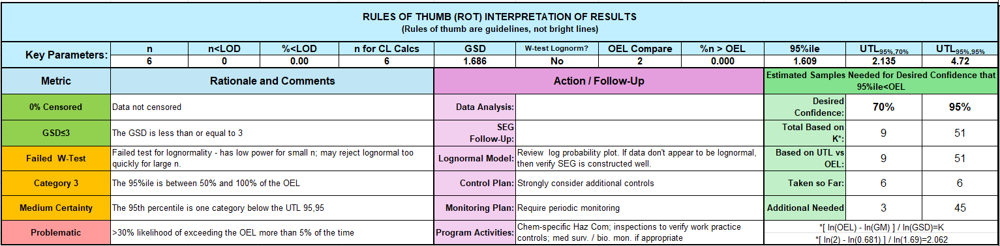 RULES OF THUMB (ROT) INTERPRETATION OF RESULTS
(Rules of thumb are guidelines, not bright lines)
Key Parameters: n n<LOD %<LOD n for CL Calcs GSD W-test Lognorm? OEL Compare %n > OEL 95%ile UTL95%,70% UTL95%,95%
6 0 0.00 6 1.686 No 2 0.000 1.609 2.135 4.72
Metric Rationale and Comments Action / Follow-Up Estimated Samples Needed for Desired Confidence that
95%ile<OEL
0% Censored Data not censored Data Analysis: Desired
Confidence: 70% 95%
GSD≤3 The GSD is less than or equal to 3 SEG
Follow-Up: Total Based on
K*: 9 51
Failed W-Test Failed test for lognormality - has low power for small n; may reject lognormal too
quickly for large n. Lognormal Model: Review log probability plot. If data don't appear to be lognormal,
then verify SEG is constructed well. Based on UTL vs
OEL: 9 51
Category 3 The 95%ile is between 50% and 100% of the OEL Control Plan: Strongly consider additional controls Taken so Far: 6 6
Medium Certainty The 95th percentile is one category below the UTL 95,95 Monitoring Plan: Require periodic monitoring Additional Needed 3 45
Problematic >30% likelihood of exceeding the OEL more than 5% of the time Program Activities: Chem-specific Haz Com; inspections to verify work practice
controls; med surv. / bio. mon. if appropriate
*[ ln(OEL) - ln(GM) ] / ln(GSD)=K
*[ ln(2) - ln(0.681) ] / ln(1.69)=2.062